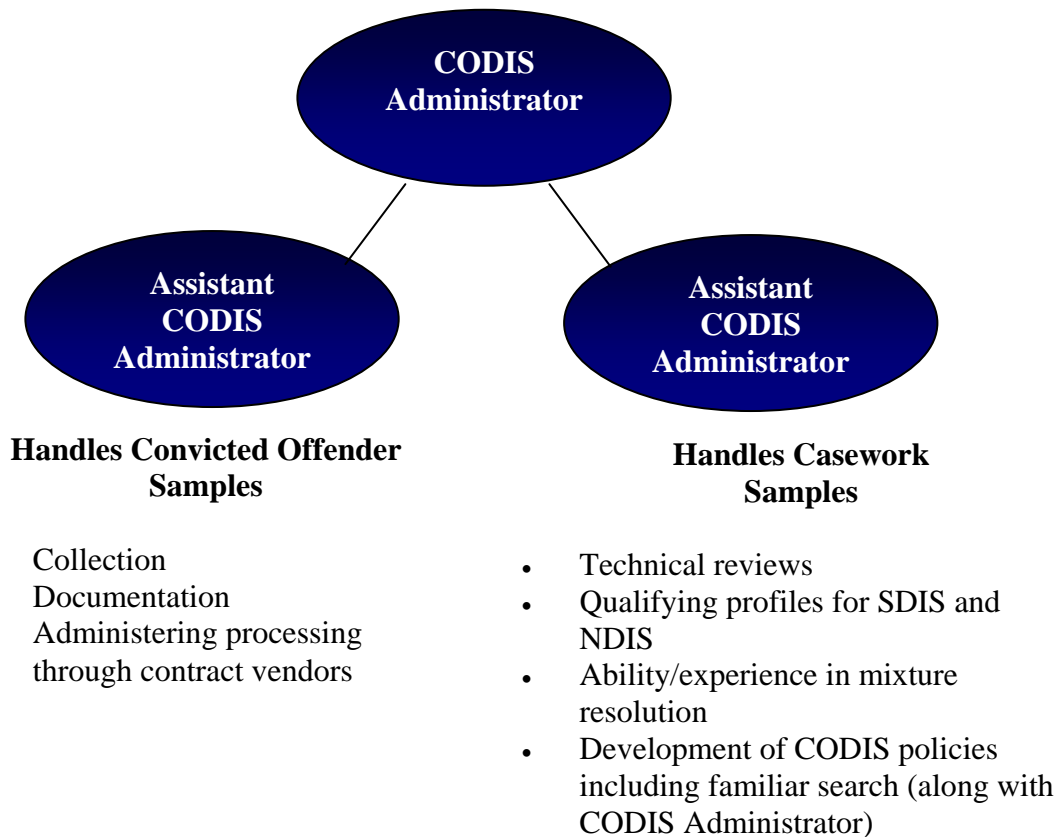 CODIS
Administrator
Assistant
CODIS
Administrator
Handles Convicted Offender
Samples
Collection
Documentation
Administering processing
through contract vendors
Assistant
CODIS
Administrator
Handles Casework
Samples
• Technical reviews
• Qualifying profiles for SDIS and
NDIS
• Ability/experience in mixture
resolution
• Development of CODIS policies
including familiar search (along with
CODIS Administrator)